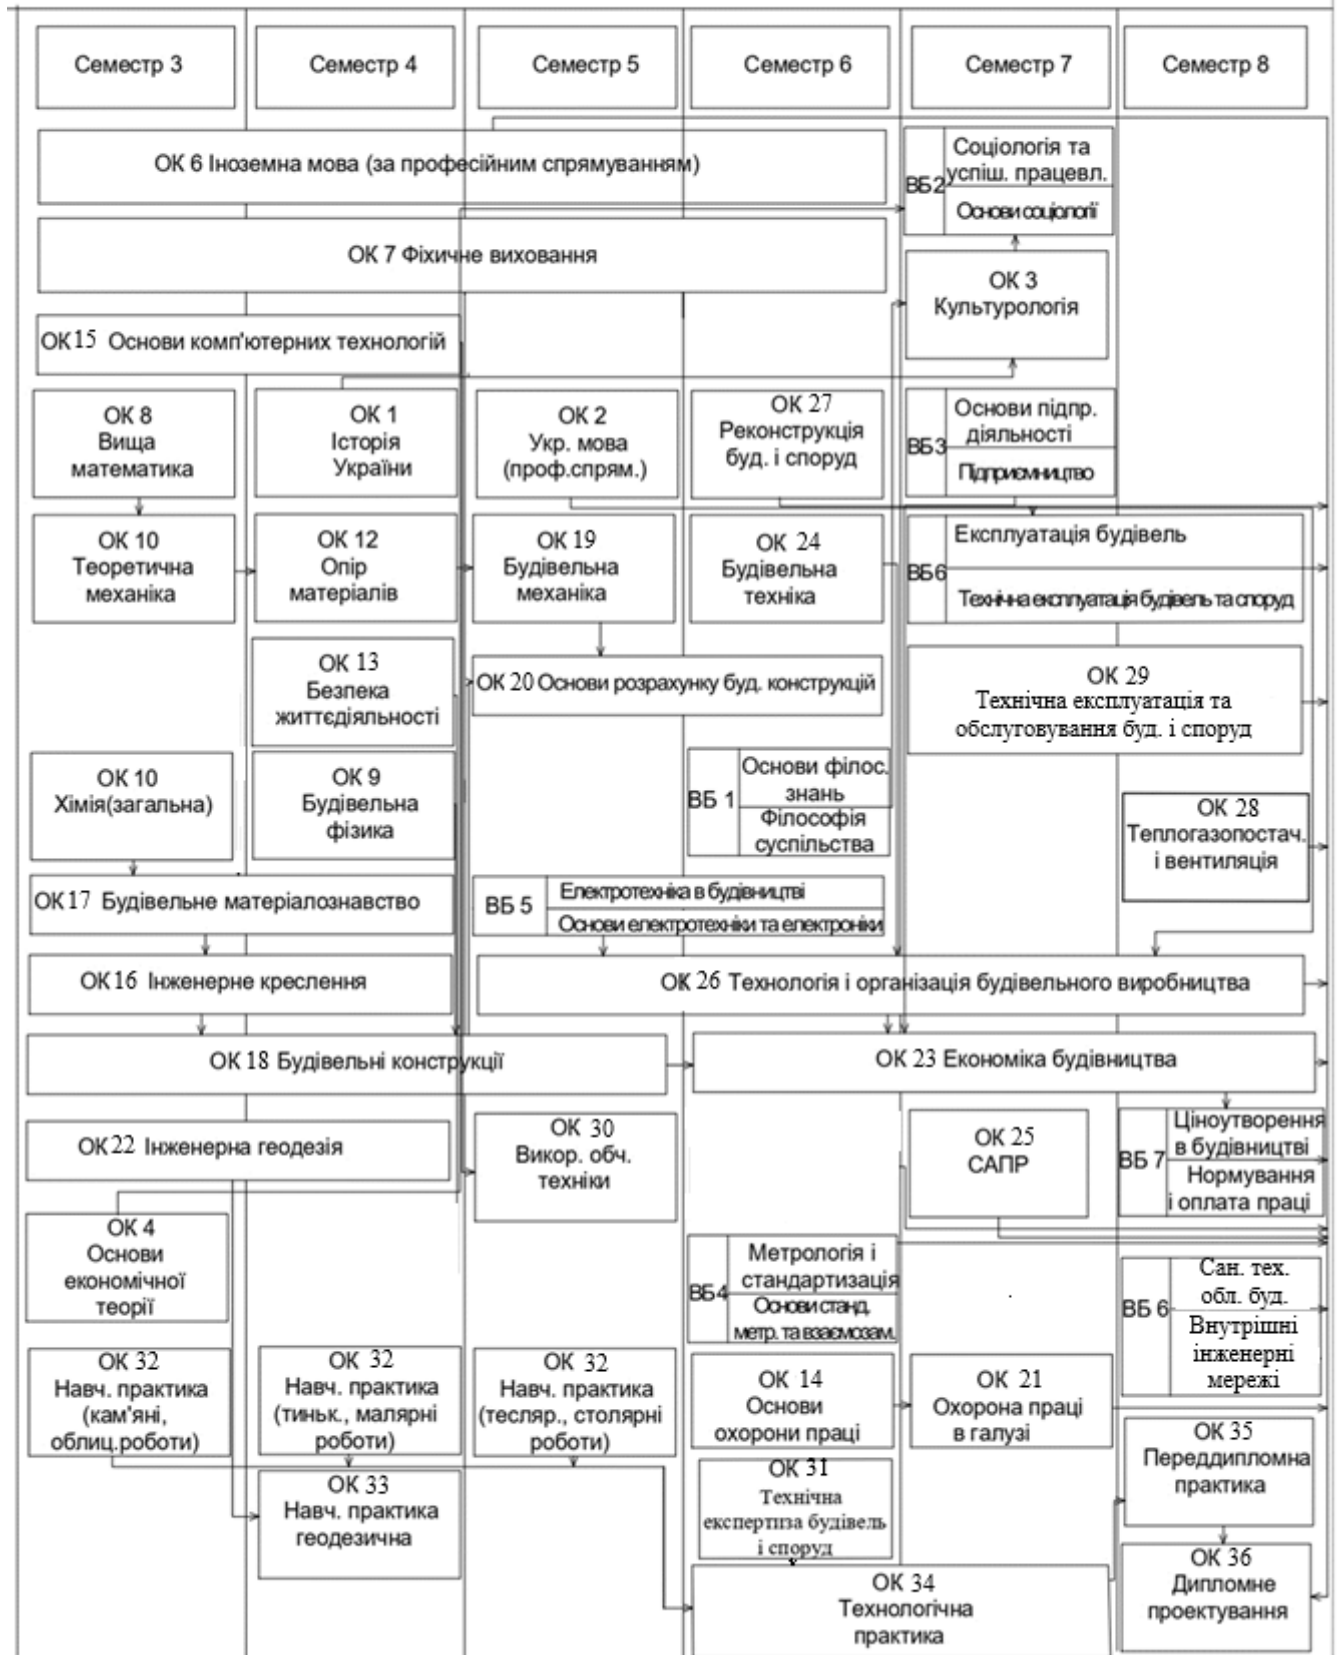 Семестр 3
Семестр 4
Семестр 5
Семестр 6
Семестр 7
Семестр 8
ОК 6 Іноземна мова (за професійним спрямуванням)
ВБ2
Соціологія та
успіш. працевл.
Основи соціології
ОК 7 Фіхичне виховання
ОК 3
Культурологія
ОК 15 Основи комп'ютерних технологій
ОК 8
Вища
математика
ОК 1
Історія
України
ОК 2
Укр. мова
(проф.спрям.)
ОК 27
Реконструкція
буд. і споруд
ВБ3
Основи підпр.
діяльності
Підприємництво
ОК 10
Теоретична
механіка
ОК 12
Опір
матеріалів
ОК 19
Будівельна
механіка
ОК 24
Будівельна
техніка
ВБ6
Експлуатація будівель
Технічна експлуатація будівель та споруд
ОК 13
Безпека
життєдіяльності
ОК 20 Основи розрахунку буд. конструкцій
ОК 29
Технічна експлуатація та
обслуговування буд. і споруд
ОК 10
Хімія(загальна)
ОК 9
Будівельна
фізика
ВБ 1
Основи філос.
знань
Філософія
суспільства
ОК 28
Теплогазопостач.
і вентиляція
ОК 17 Будівельне матеріалознавство
ВБ 5
Електротехніка в будівництві
Основи електротехніки та електроніки
ОК 16 Інженерне креслення
ОК 26 Технологія і організація будівельного виробництва
ОК 18 Будівельні конструкції
ОК 23 Економіка будівництва
ОК 22 Інженерна геодезія
ОК 30
Викор. обч.
техніки
ОК 25
САПР
ВБ 7
Ціноутворення
в будівництві
Нормування
і оплата праці
ОК 4
Основи
економічної
теорії
ВБ4
Метрологія і
стандартизація
Основи станд.
метр. та взаємозам.
ВБ 6
Сан. тех.
обл. буд.
Внутрішні
інженерні
мережі
ОК 32
Навч. практика
(кам'яні,
облиц.роботи)
ОК 32
Навч. практика
(тиньк., малярні
роботи)
ОК 32
Навч. практика
(тесляр., столярні
роботи)
ОК 14
Основи
охорони праці
ОК 21
Охорона праці
в галузі
ОК 35
Переддипломна
практика
ОК 33
Навч. практика
геодезична
ОК 31
Технічна
експертиза будівель
і споруд
ОК 34
Технологічна
практика
ОК 36
Дипломне
проектування